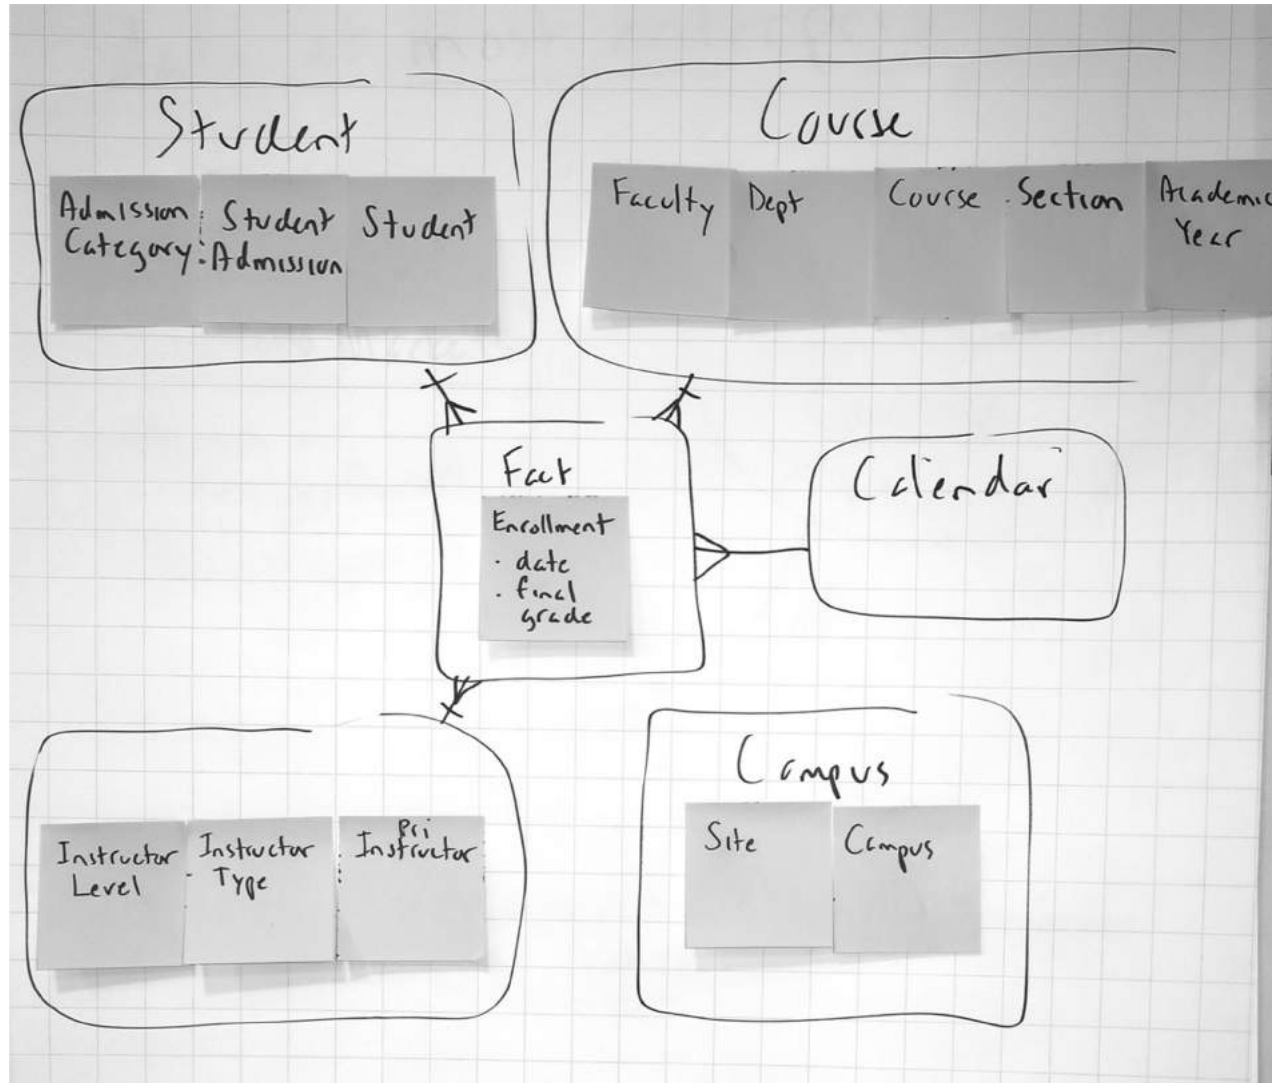 Student
Admission
Category
Student
Admission
Student
Course
Faculty
Dept
Course
Section
Academic
Year
Fact
Enrollment
· date
· final
grade
Calendar
Instructor
Level
Instructor
Type
Pri
Instructor
Campus
Site
Campus